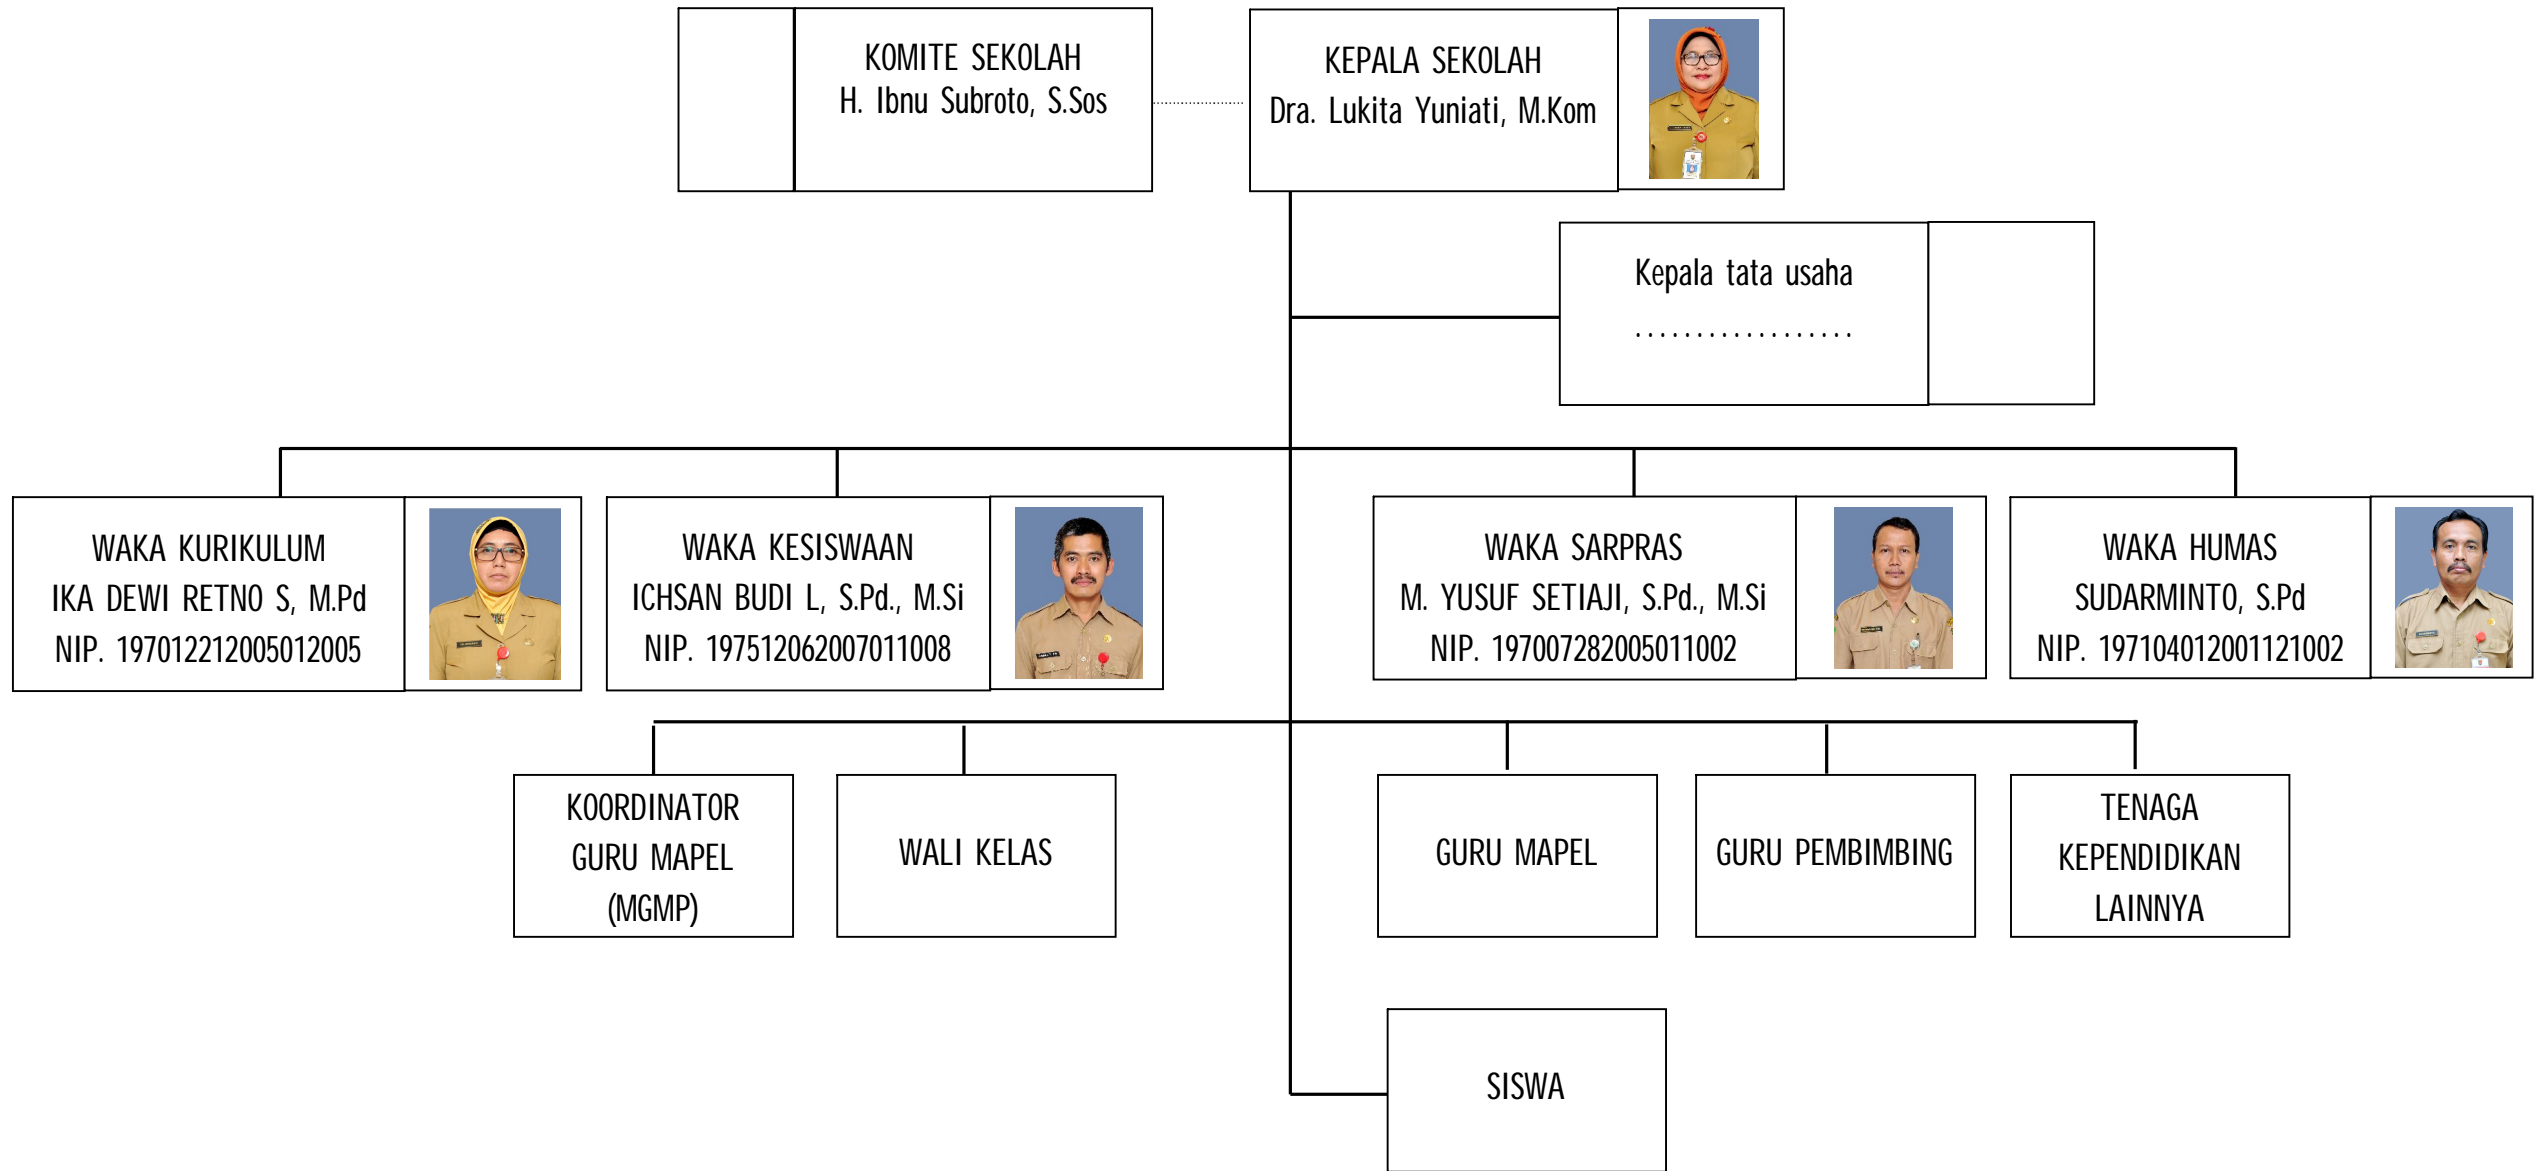 KOMITE SEKOLAH
H. Ibnu Subroto, S.Sos
KEPALA SEKOLAH
Dra. Lukita Yuniati, M.Kom
Kepala tata usaha
..................
WAKA KURIKULUM
IKA DEWI RETNO S, M.Pd
NIP. 197012212005012005
WAKA KESISWAAN
ICHSAN BUDI L, S.Pd., M.Si
NIP. 197512062007011008
WAKA SARPRAS
M. YUSUF SETIAJI, S.Pd., M.Si
NIP. 197007282005011002
WAKA HUMAS
SUDARMINTO, S.Pd
NIP. 197104012001121002
KOORDINATOR
GURU MAPEL
(MGMP)
WALI KELAS
GURU MAPEL
GURU PEMBIMBING
TENAGA
KEPENDIDIKAN
LAINNYA
SISWA